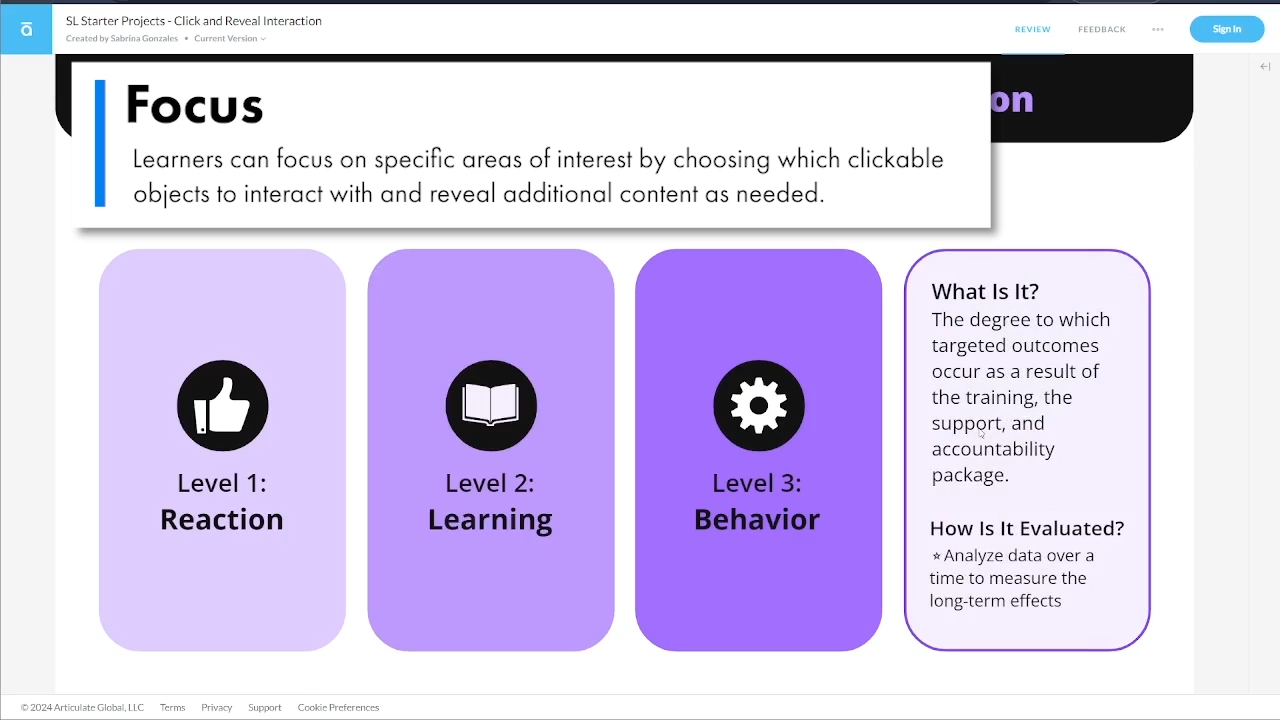 SL Starter Projects - Click and Reveal Interaction
Created by Sabrina Gonzales • Current Version
REVIEW
FEEDBACK
Sign In
on
Focus
Learners can focus on specific areas of interest by choosing which clickable
objects to interact with and reveal additional content as needed.
Level 1:
Reaction
Level 2:
Learning
Level 3:
Behavior
What Is It?
The degree to which
targeted outcomes
occur as a result of
the training, the
support, and
accountability
package.
How Is It Evaluated?
⭐Analyze data over a
time to measure the
long-term effects
© 2024 Articulate Global, LLC
Terms
Privacy
Support
Cookie Preferences